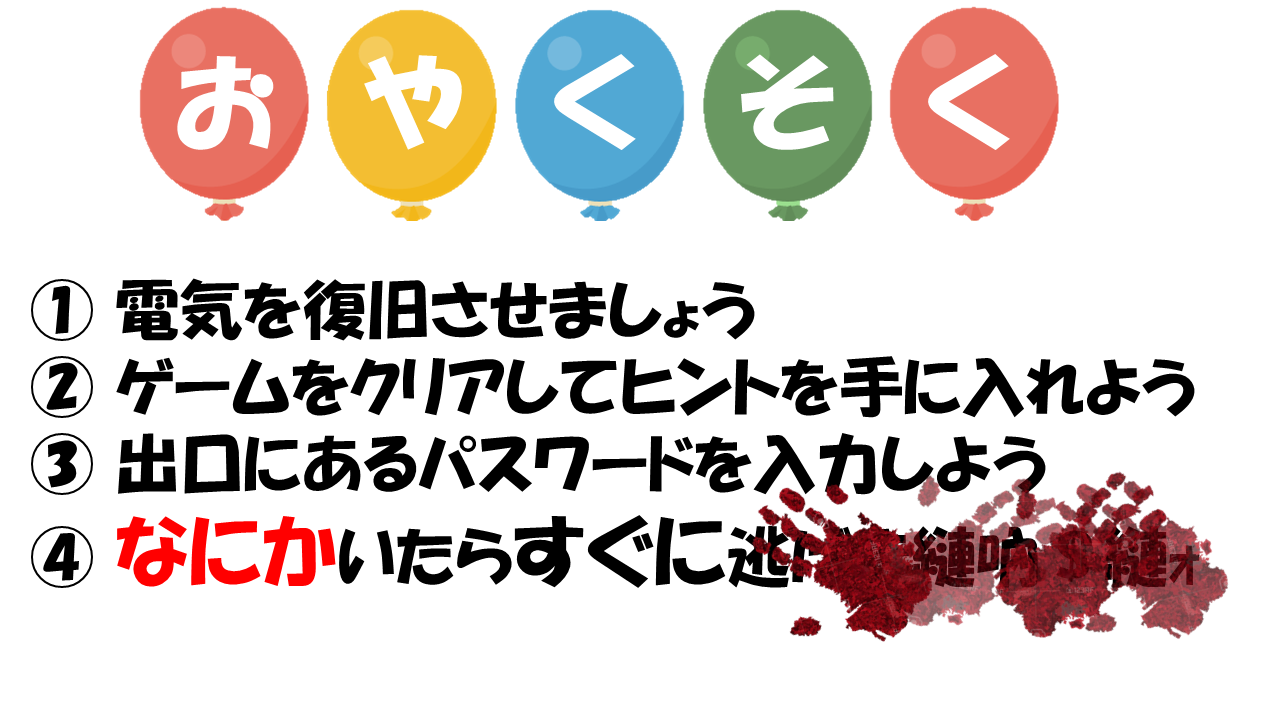 おやくそく
① 電気を復旧させましょう
② ゲームをクリアしてヒントを手に入れよう
③ 出口にあるパスワードを入力しよう
④ なにかいたらすぐに逃